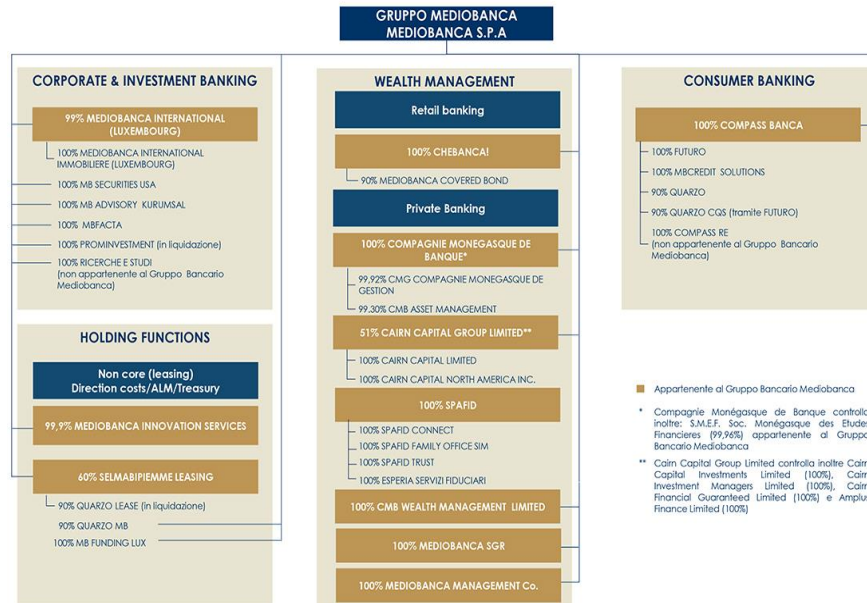 GRUPPO MEDIOBANCA
MEDIOBANCA S.P.A
CORPORATE & INVESTMENT BANKING
99% MEDIOBANCA INTERNATIONAL
(LUXEMBOURG)
100% MEDIOBANCA INTERNATIONAL
IMMOBILIERE (LUXEMBOURG)
100% MB SECURITIES USA
100% MB ADVISORY KURUMSAL
100% MBFACTA
100% PROMINVESTMENT (in liquidazione)
100% RICERCHE E STUDI
(non appartenente al Gruppo Bancario
Mediobanca)
HOLDING FUNCTIONS
Non core (leasing)
Direction costs/ALM/Treasury
99,9% MEDIOBANCA INNOVATION SERVICES
60% SELMABIPIEMME LEASING
90% QUARZO LEASE (in liquidazione)
90% QUARZO MB
100% MB FUNDING LUX
WEALTH MANAGEMENT
Retail banking
100% CHEBANCA!
90% MEDIOBANCA COVERED BOND
Private Banking
100% COMPAGNIE MONEGASQUE DE
BANQUE*
99,92% CMG COMPAGNIE MONEGASQUE DE
GESTION
99.30% CMB ASSET MANAGEMENT
51% CAIRN CAPITAL GROUP LIMITED**
100% CAIRN CAPITAL LIMITED
100% CAIRN CAPITAL NORTH AMERICA INC.
100% SPAFID
100% SPAFID CONNECT
100% SPAFID FAMILY OFFICE SIM
100% SPAFID TRUST
100% ESPERIA SERVIZI FIDUCIARI
100% CMB WEALTH MANAGEMENT LIMITED
100% MEDIOBANCA SGR
100% MEDIOBANCA MANAGEMENT Co.
CONSUMER BANKING
100% COMPASS BANCA
100% FUTURO
100% MBCREDIT SOLUTIONS
90% QUARZO
90% QUARZO CQS (tramite FUTURO)
100% COMPASS RE
(non appartenente al Gruppo Bancario
Mediobanca)
Appartenente al Gruppo Bancario Mediobanca
* Compagnie Monégasque de Banque controlla
inoltre: S.M.E.F. Soc. Monégasque des Etudes
Financieres (99,96%) appartenente al Gruppo
Bancario Mediobanca
** Cairn Capital Group Limited controlla inoltre Cairn
Capital Investments Limited (100%), Cairn
Investment Managers Limited (100%), Cairn
Financial Guaranteed Limited (100%) e Amplus
Finance Limited (100%)